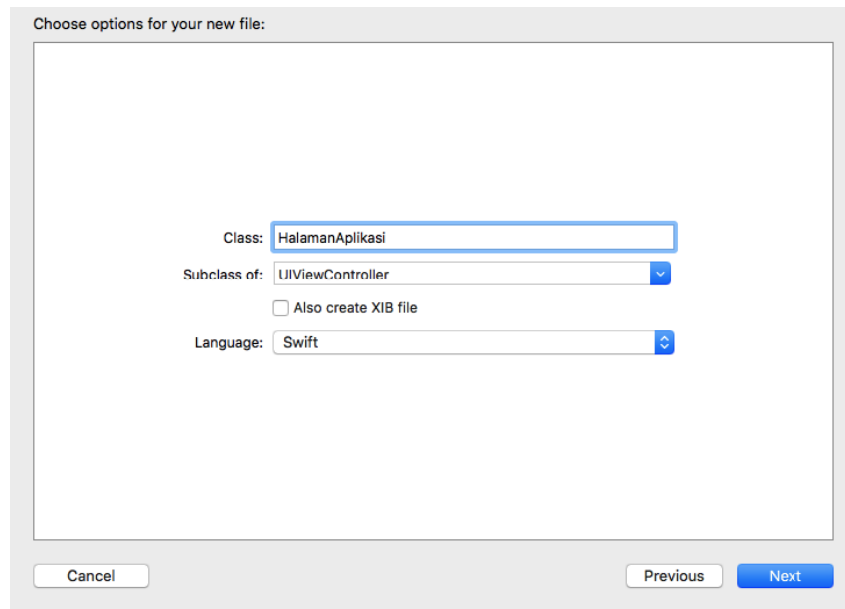 Choose options for your new file:
Class: HalamanAplikasi
Subclass of: UIViewController
Also create XIB file
Language: Swift
Cancel Previous Next